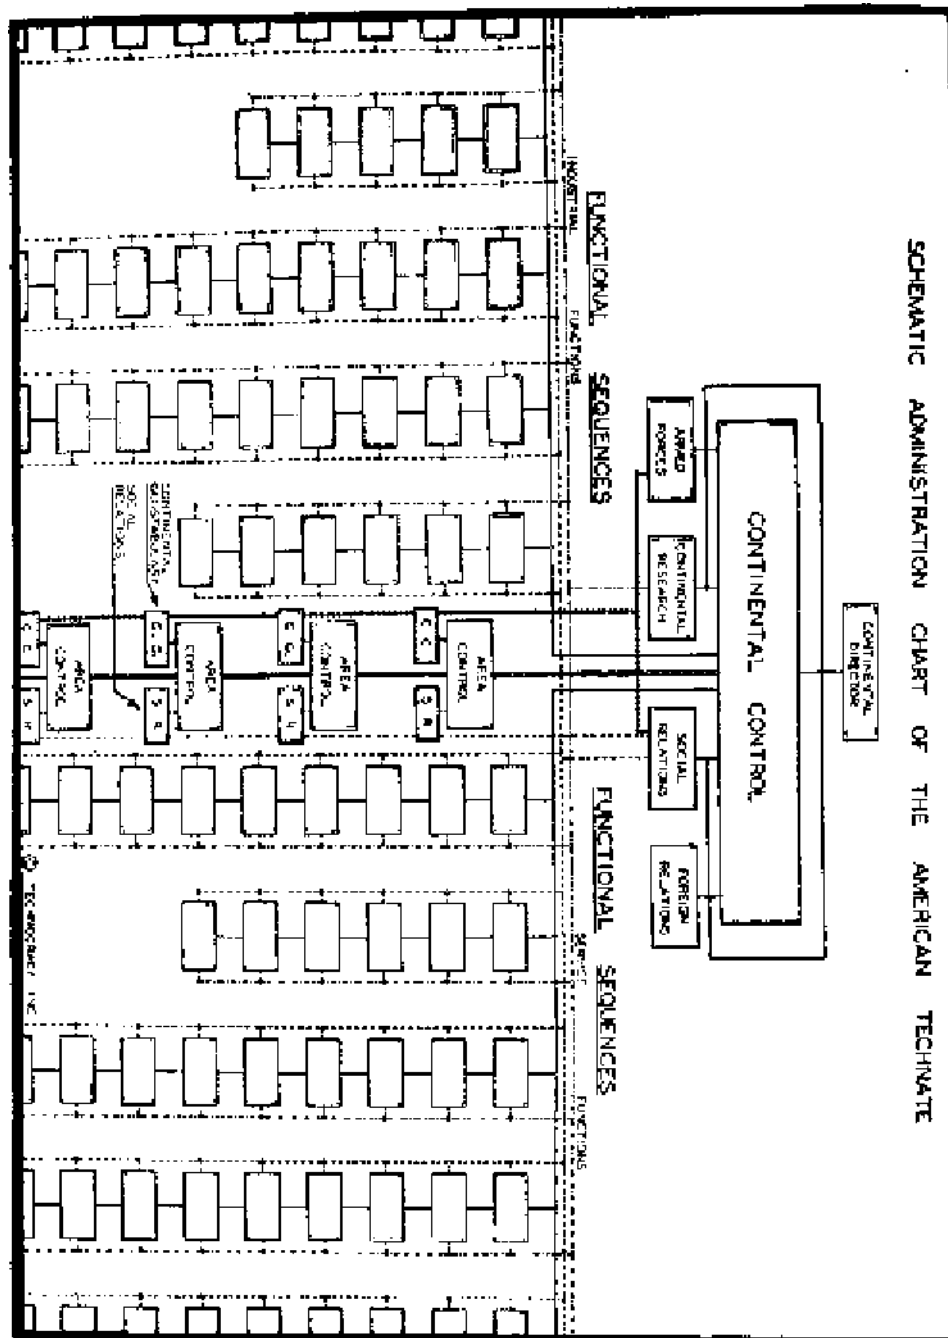 SCHEMATIC ADMINISTRATION CHART OF THE AMERICAN TECHNATE
CONTINENTAL
DIRECTOR
CONTINENTAL CONTROL
ARMED
FORCES
CONTINENTAL
RESEARCH
SOCIAL
RELATIONS
FOREIGN
RELATIONS
FUNCTIONAL SEQUENCES
FUNCTIONAL SEQUENCES
INDUSTRIAL FUNCTIONS
FUNCTIONS
AREA
CONTROL
C C
S R
AREA
CONTROL
AREA
CONTROL
S R
AREA
CONTROL
S R
SOCIAL
RELATIONS
TECHNOCRACY INC